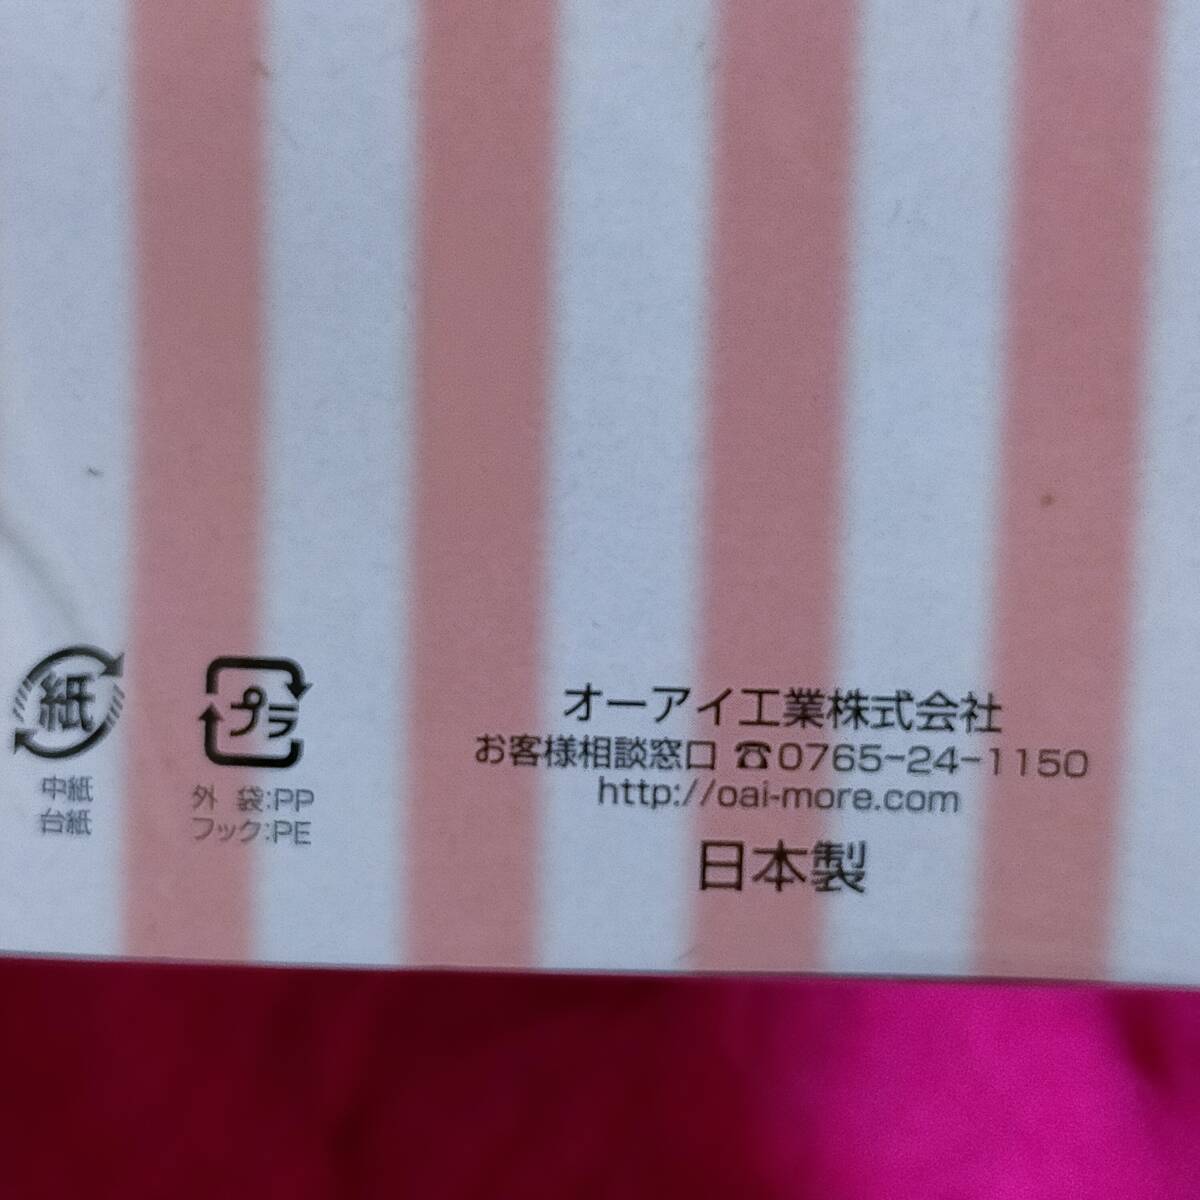 紙
中紙
台紙
プラ
外 袋:PP
フック:PE
オーアイ工業株式会社
お客様相談窓口 ☎0765-24-1150
http://oai-more.com
日本製